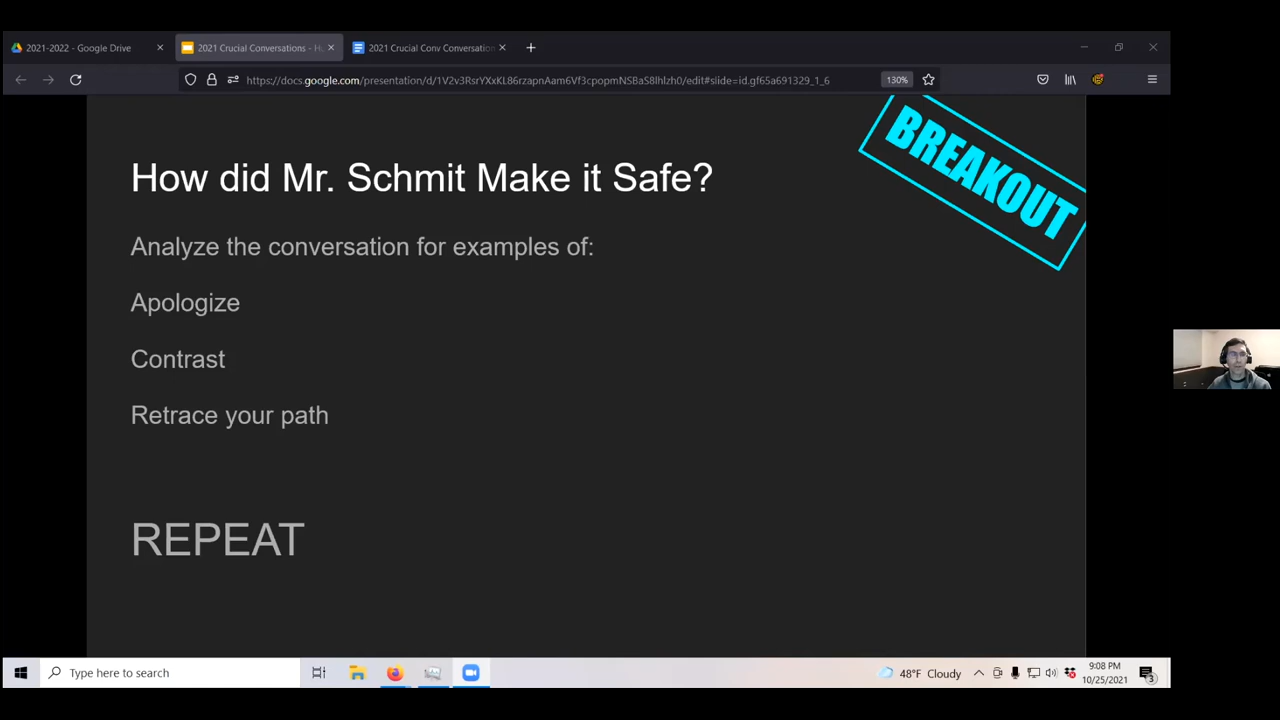 2021-2022 - Google Drive
2021 Crucial Conversations - H
2021 Crucial Conv Conversation
https://docs.google.com/presentation/d/1V2v3RsrYXxKL86rzapnAam6Vf3cpopmNSBaS8lhlzh0/edit#slide=id.gf65a691329_1_6
130%
BREAKOUT
How did Mr. Schmit Make it Safe?
Analyze the conversation for examples of:
Apologize
Contrast
Retrace your path
REPEAT
Type here to search
48°F Cloudy
9:08 PM
10/25/2021
3